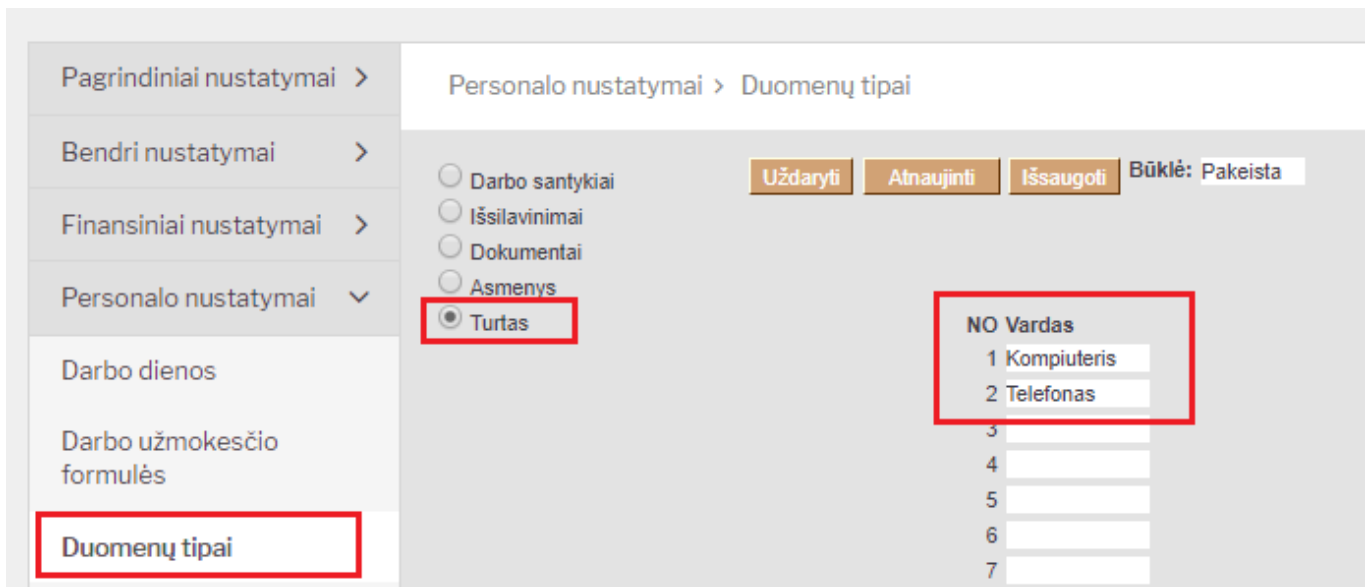 Pagrindiniai nustatymai
Bendri nustatymai
Finansiniai nustatymai
Personalo nustatymai
Darbo dienos
Darbo užmokesčio
formulės
Duomenų tipai
Personalo nustatymai > Duomenų tipai
Darbo santykiai
Išsilavinimai
Dokumentai
Asmenys
Turtas
Uždaryti Atnaujinti Išsaugoti Būklė: Pakeista
NO Vardas
1 Kompiuteris
2 Telefonas
3
4
5
6
7